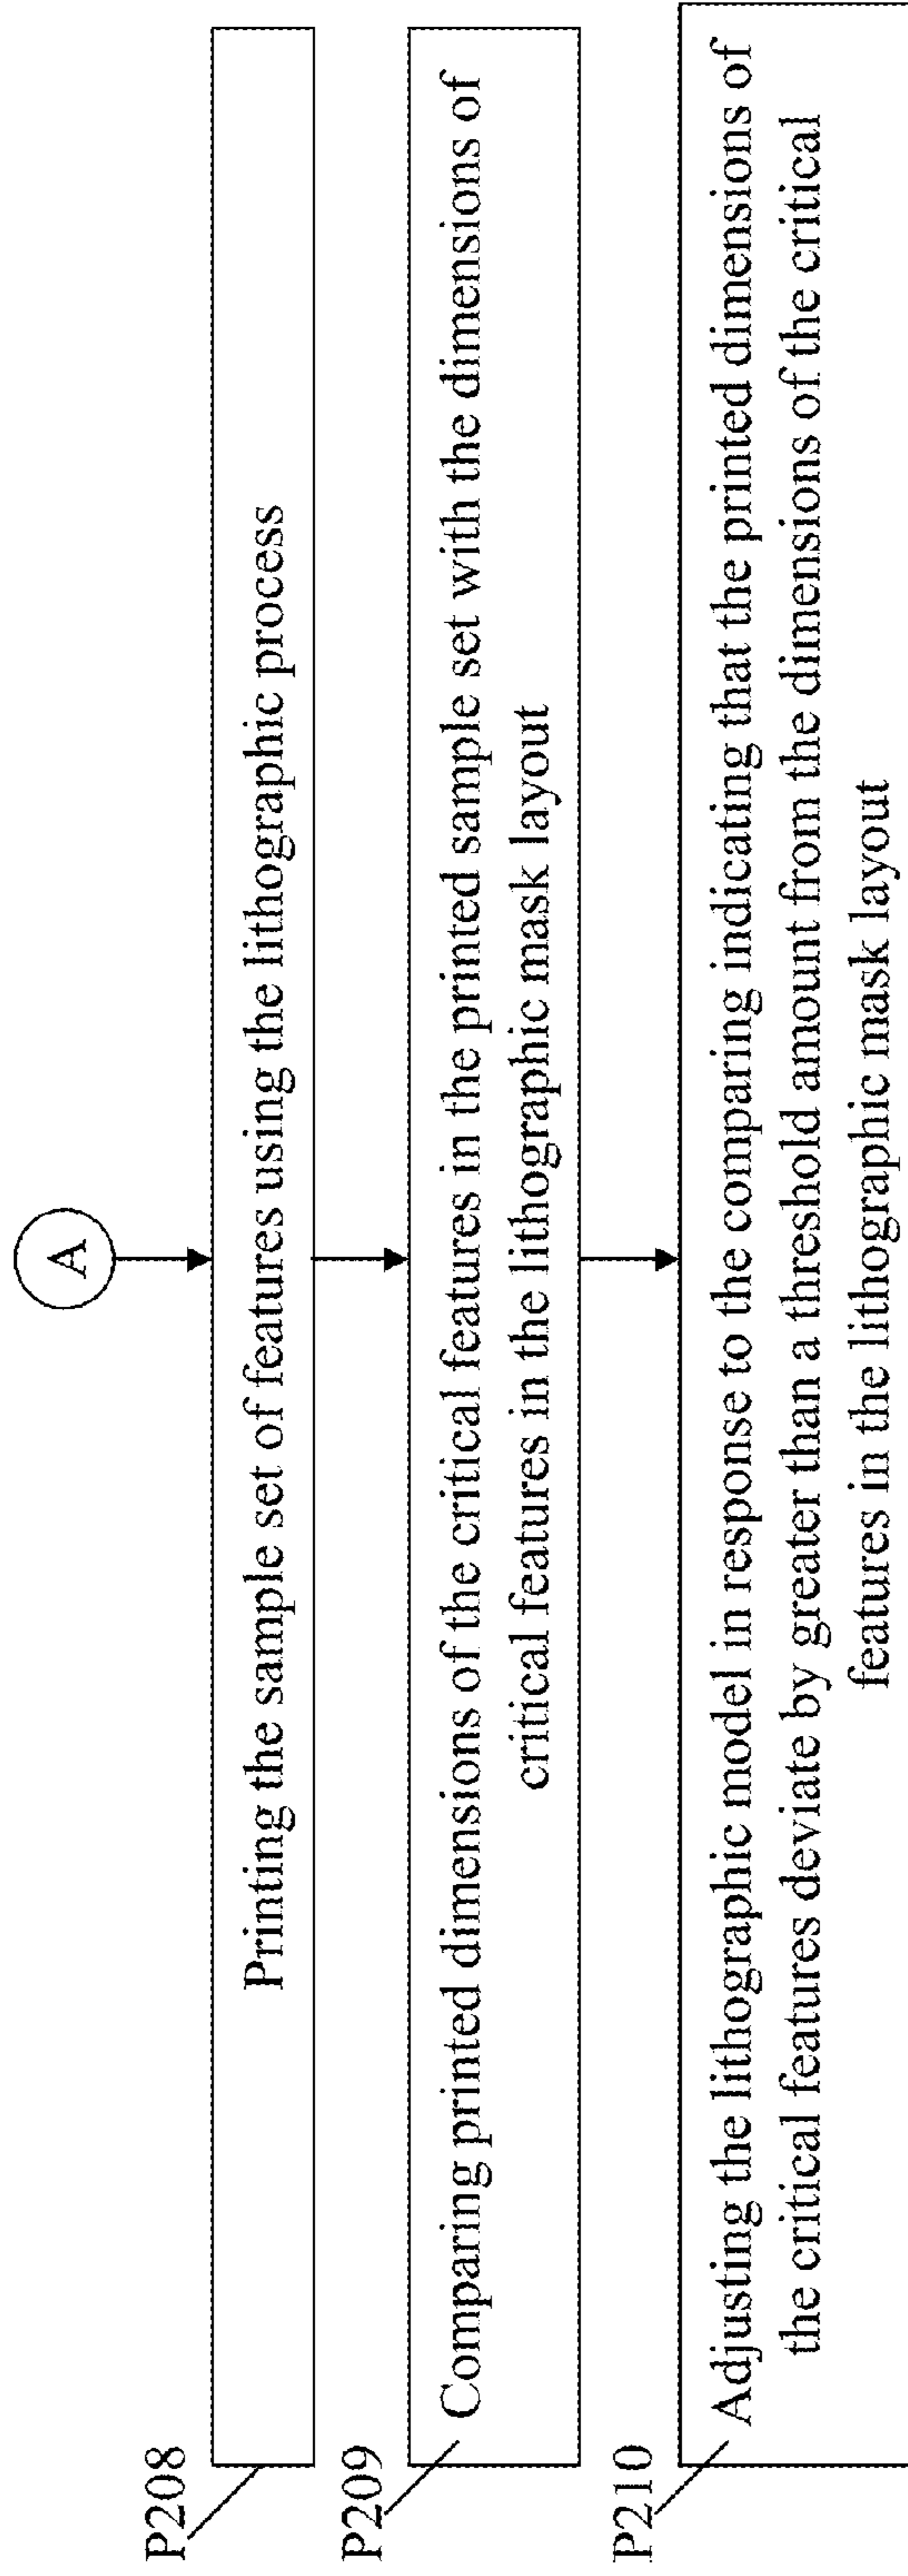 A
P208
Printing the sample set of features using the lithographic process
P209
Comparing printed dimensions of the critical features in the printed sample set with the dimensions of
critical features in the lithographic mask layout
P210
Adjusting the lithographic model in response to the comparing indicating that the printed dimensions of
the critical features deviate by greater than a threshold amount from the dimensions of the critical
features in the lithographic mask layout